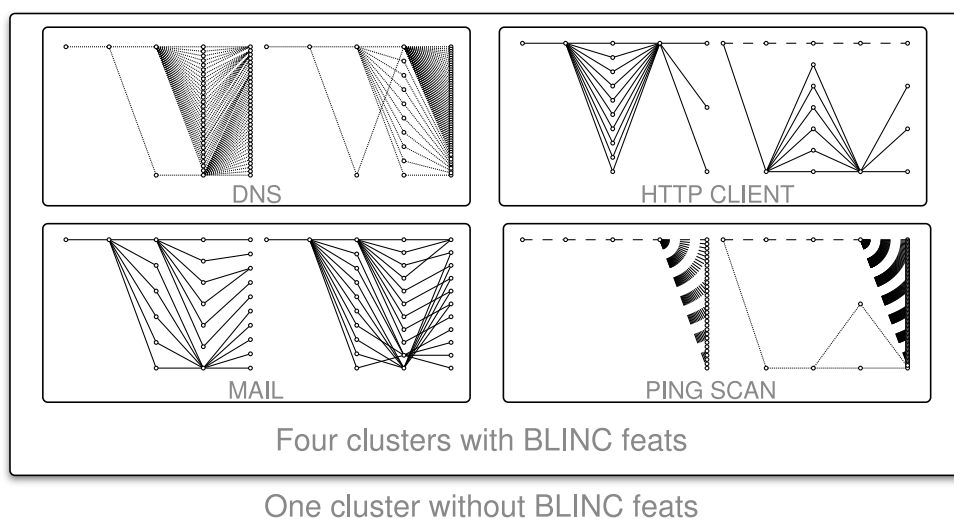 DNS
HTTP CLIENT
MAIL
PING SCAN
Four clusters with BLINC feats
One cluster without BLINC feats